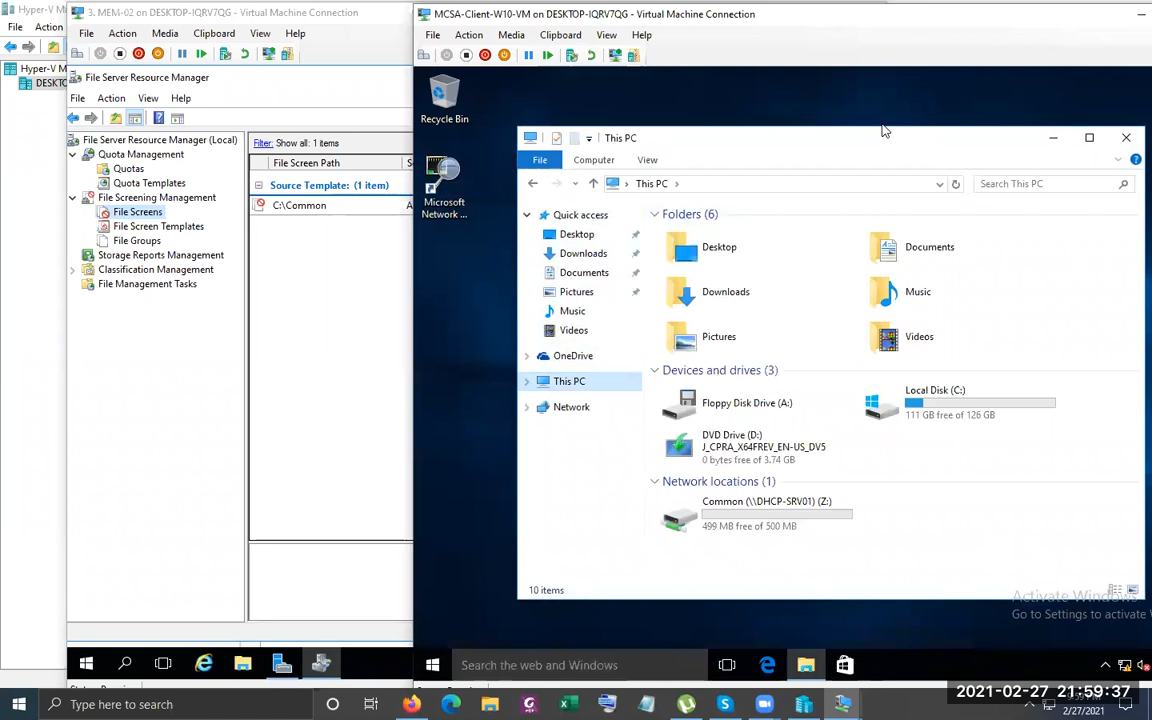 Hyper-V M
File Action
Hyper-V M
DESKTO
3. MEM-02 on DESKTOP-IQRV7QG - Virtual Machine Connection
File Action Media Clipboard View Help
File Server Resource Manager
File Action View Help
File Server Resource Manager (Local)
Quota Management
Quotas
Quota Templates
File Screening Management
File Screens
File Screen Templates
File Groups
Storage Reports Management
Classification Management
File Management Tasks
Filter: Show all: 1 items
File Screen Path
Source Template: (1 item)
C:\Common A
MCSA-Client-W10-VM on DESKTOP-IQRV7QG - Virtual Machine Connection
File Action Media Clipboard View Help
Recycle Bin
Microsoft
Network ...
This PC
File Computer View
This PC
Search This PC
Quick access
Desktop
Downloads
Documents
Pictures
Music
Videos
OneDrive
This PC
Network
Folders (6)
Desktop
Documents
Downloads
Music
Pictures
Videos
Devices and drives (3)
Floppy Disk Drive (A:)
Local Disk (C:)
111 GB free of 126 GB
DVD Drive (D:)
J_CPRA_X64FREV_EN-US_DV5
0 bytes free of 3.74 GB
Network locations (1)
Common (\\DHCP-SRV01) (Z:)
499 MB free of 500 MB
10 items
Activate Windows
Go to Settings to activate
Search the web and Windows
Type here to search
2021-02-27 21:59:37
2/27/2021